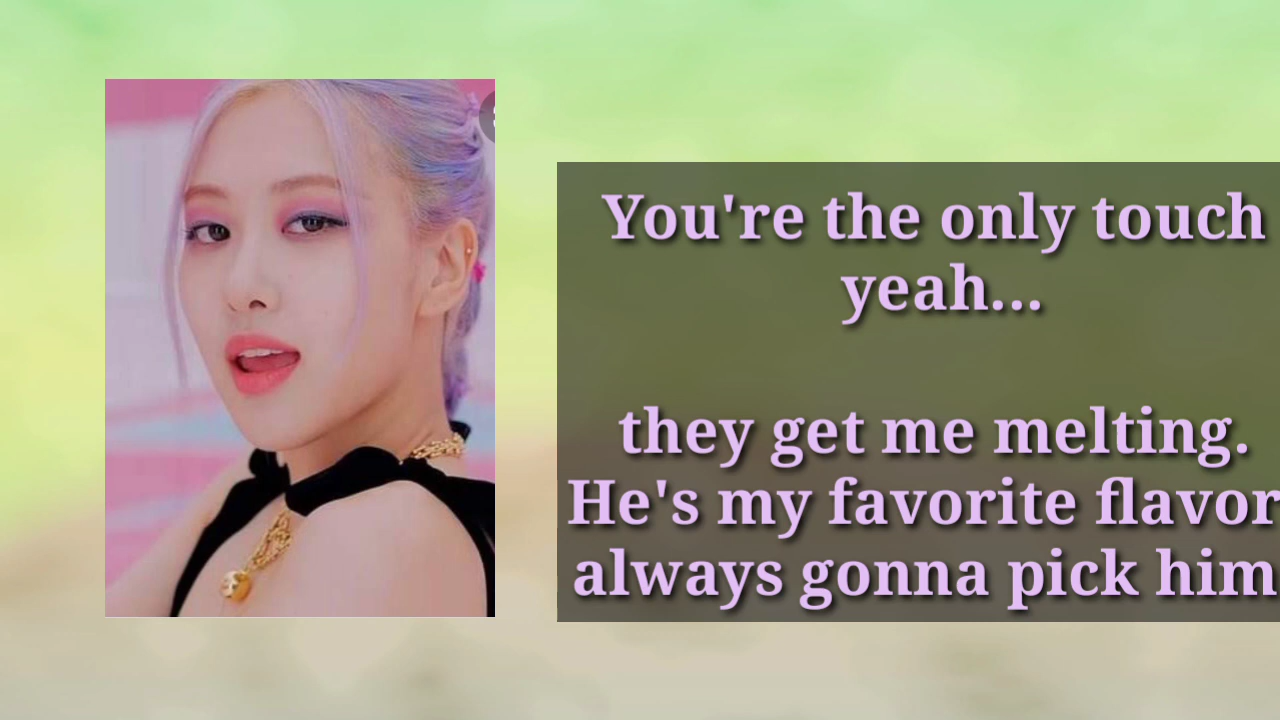 You're the only touch
yeah...
they get me melting.
He's my favorite flavor
always gonna pick him